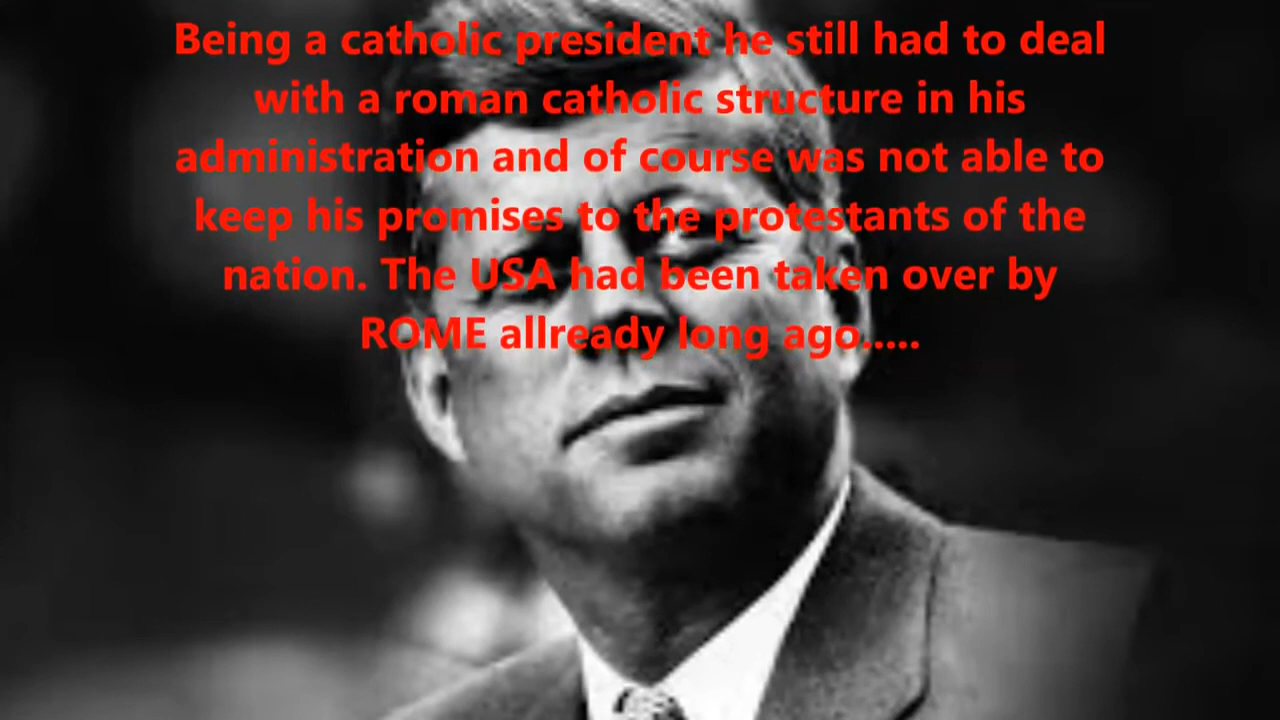 Being a catholic president he still had to deal
with a roman catholic structure in his
administration and of course was not able to
keep his promises to the protestants of the
nation. The USA had been taken over by
ROME allready long ago.....